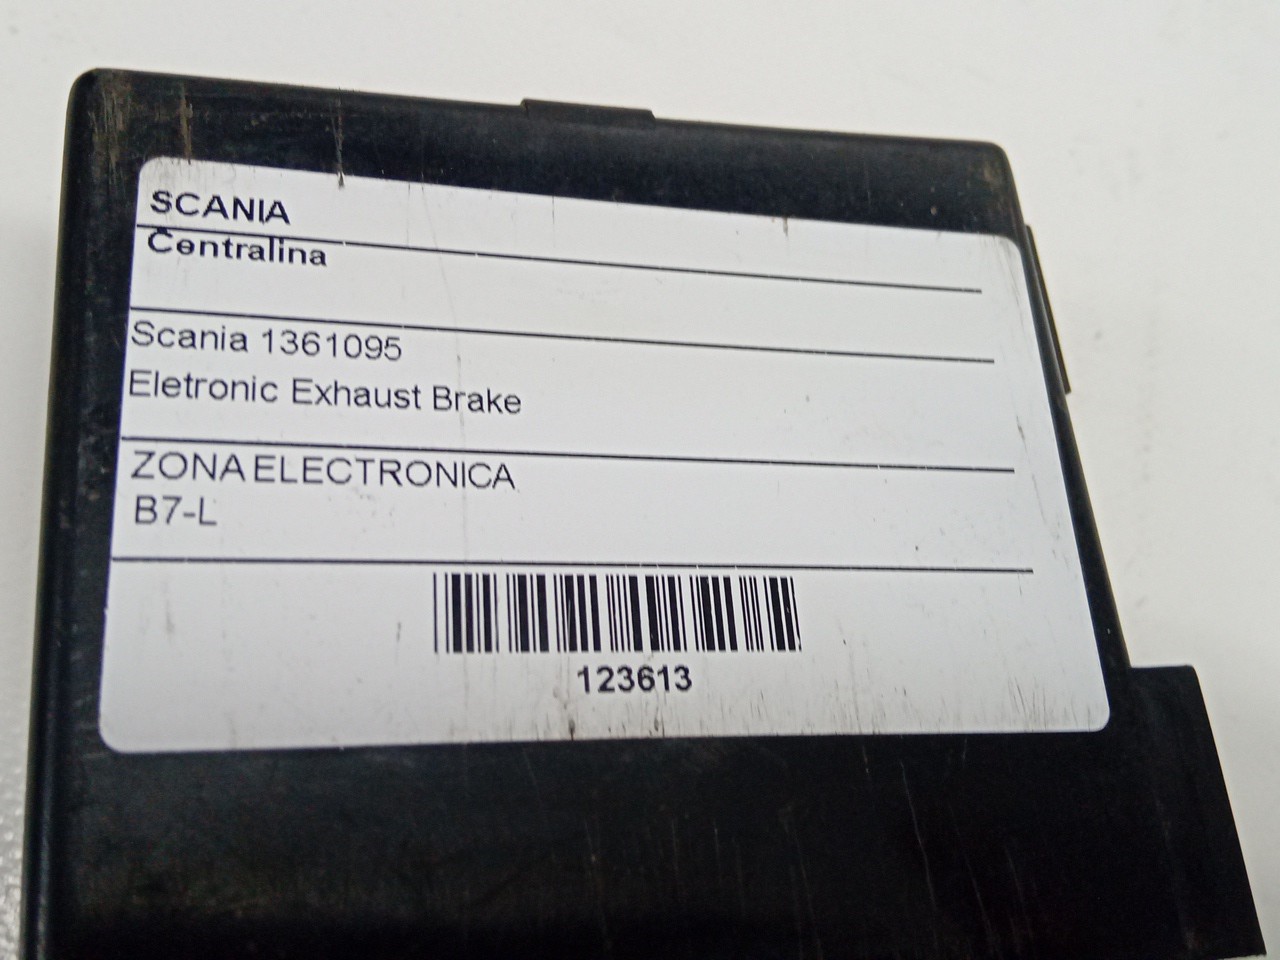 SCANIA
Centralina
Scania 1361095
Eletronic Exhaust Brake
ZONA ELECTRONICA
B7-L
123613